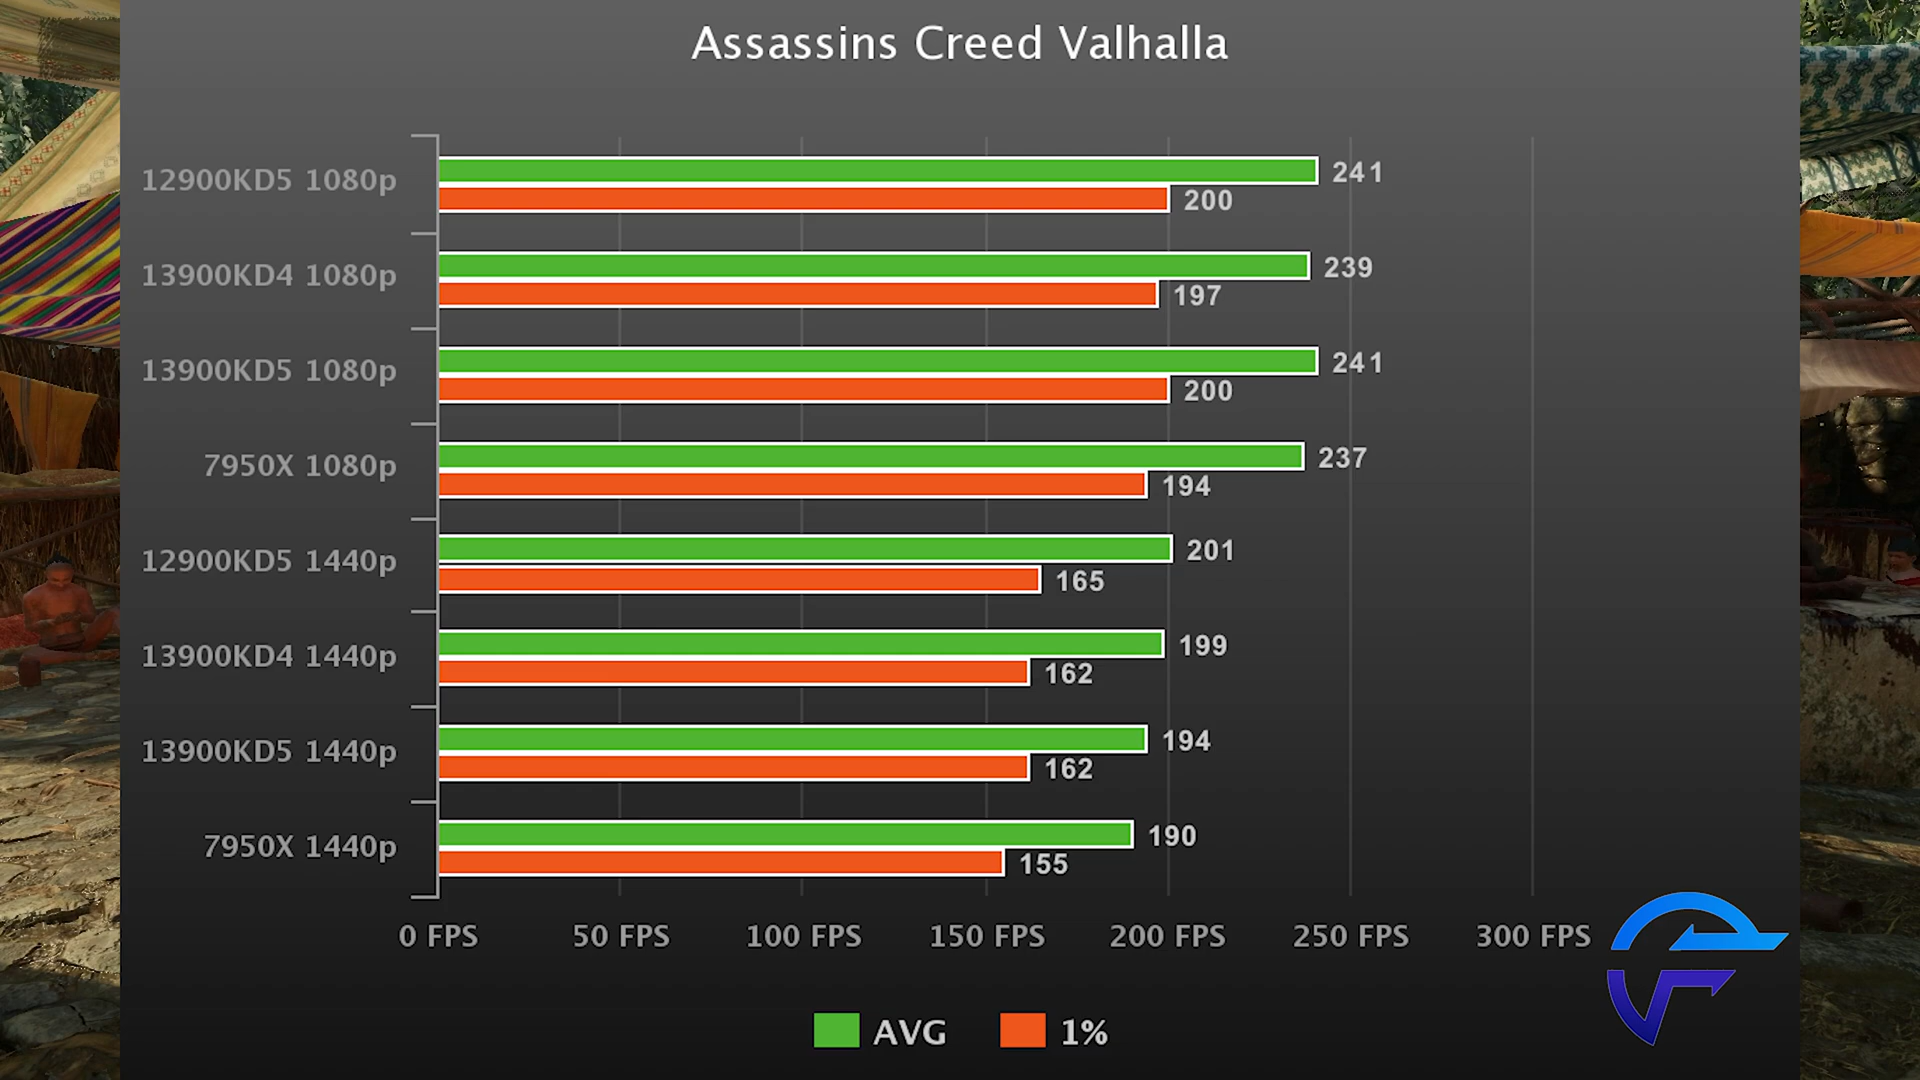 Assassins Creed Valhalla
12900KD5 1080p
241
200
13900KD4 1080p
239
197
13900KD5 1080p
241
200
7950X 1080p
237
194
12900KD5 1440p
201
165
13900KD4 1440p
199
162
13900KD5 1440p
194
162
7950X 1440p
190
155
0 FPS 50 FPS 100 FPS 150 FPS 200 FPS 250 FPS 300 FPS
AVG 1%